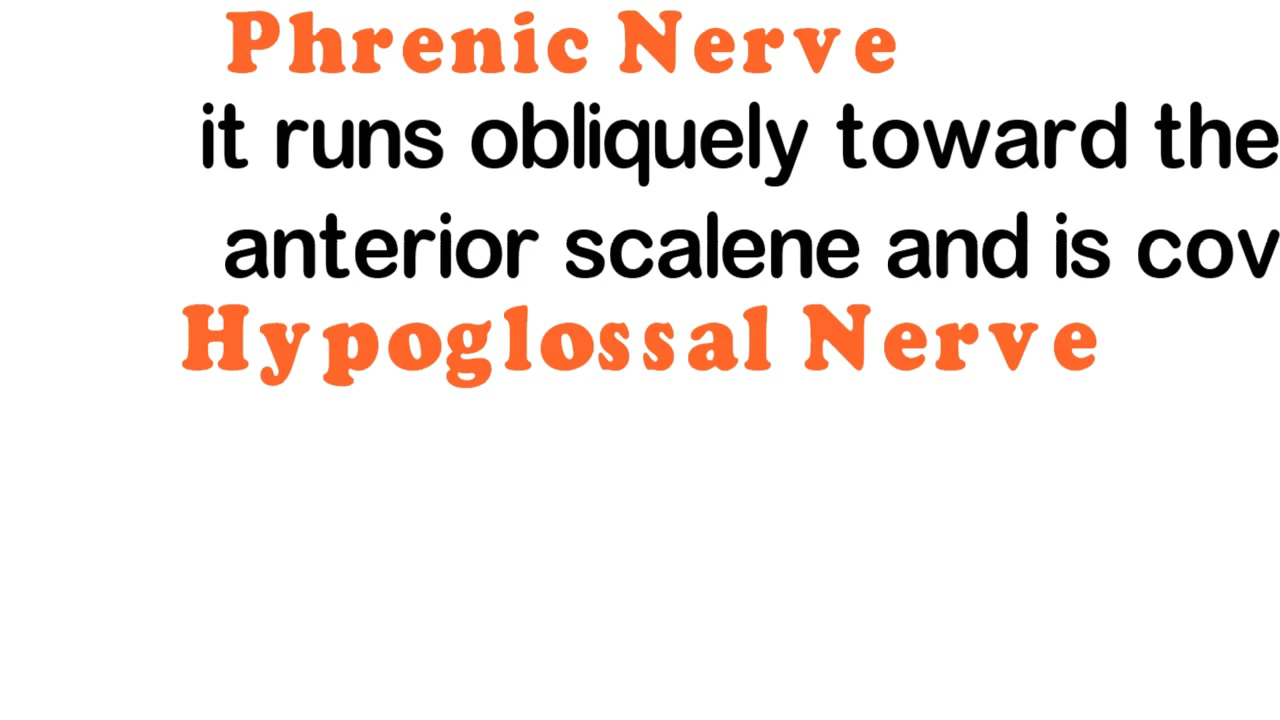 Phrenic Nerve
it runs obliquely toward the
anterior scalene and is cov
Hypoglossal Nerve